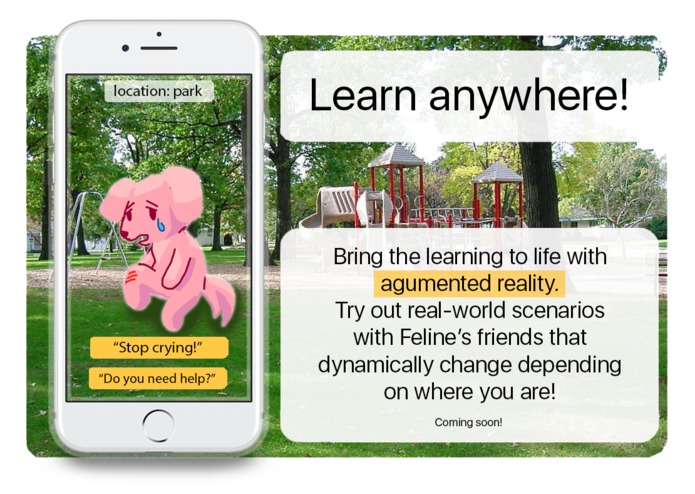 location: park
"Stop crying!"
"Do you need help?"
Learn anywhere!
Bring the learning to life with
agumented reality.
Try out real-world scenarios
with Feline's friends that
dynamically change depending
on where you are!
Coming soon!